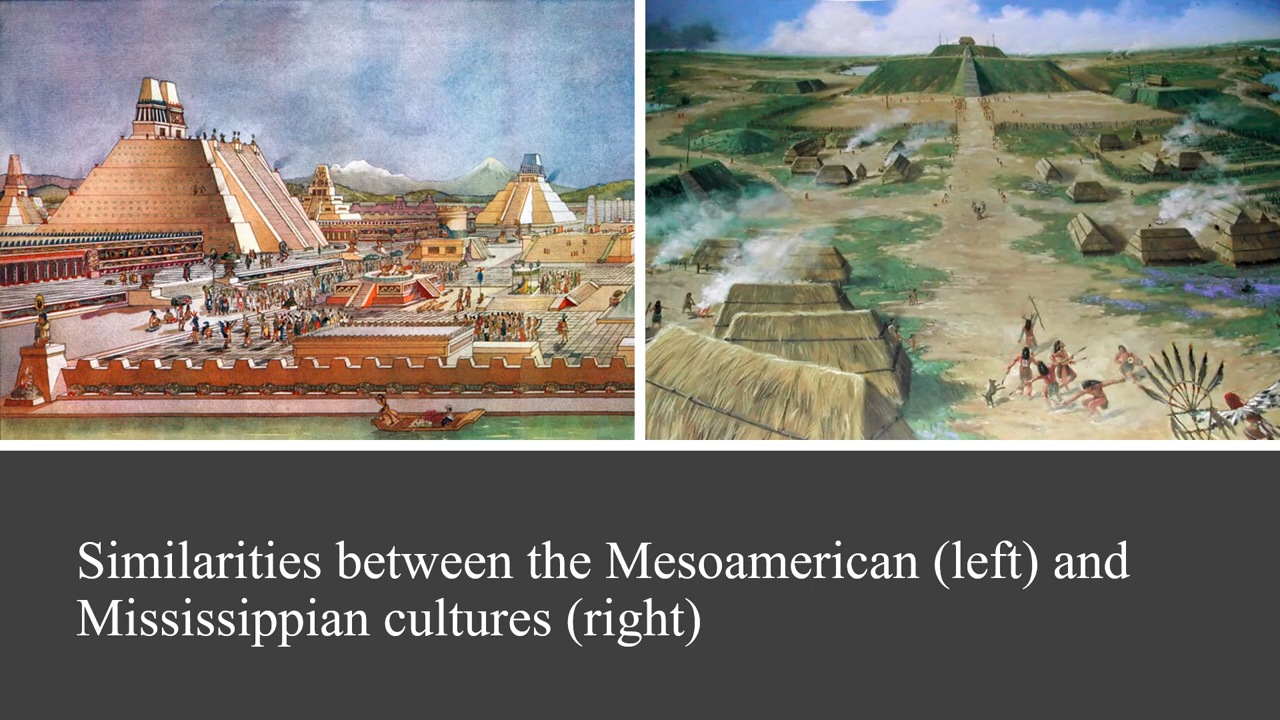 Similarities between the Mesoamerican (left) and
Mississippian cultures (right)